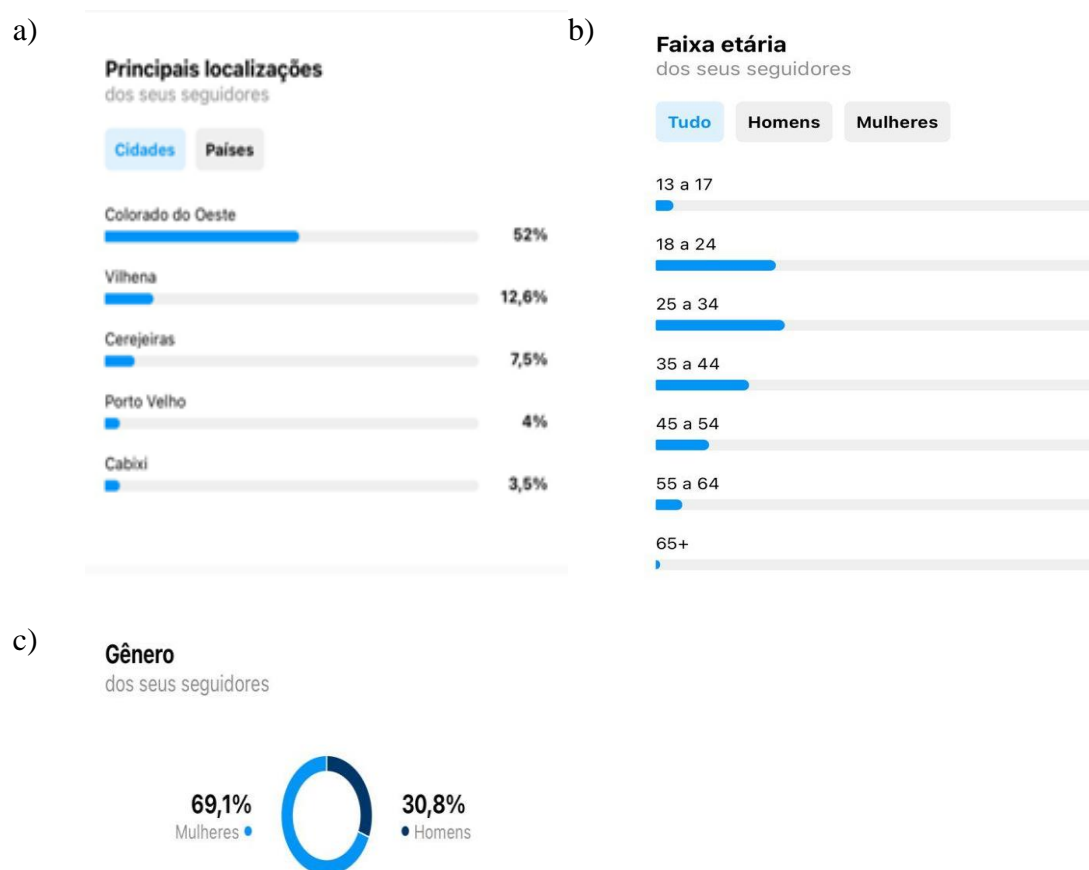 a)
Principais localizações
dos seus seguidores
Cidades Países
Colorado do Oeste
52%
Vilhena
12,6%
Cerejeiras
7,5%
Porto Velho
4%
Cabixi
3,5%
b)
Faixa etária
dos seus seguidores
Tudo Homens Mulheres
13 a 17
18 a 24
25 a 34
35 a 44
45 a 54
55 a 64
65+
c)
Gênero
dos seus seguidores
69,1% 30,8%
Mulheres Homens